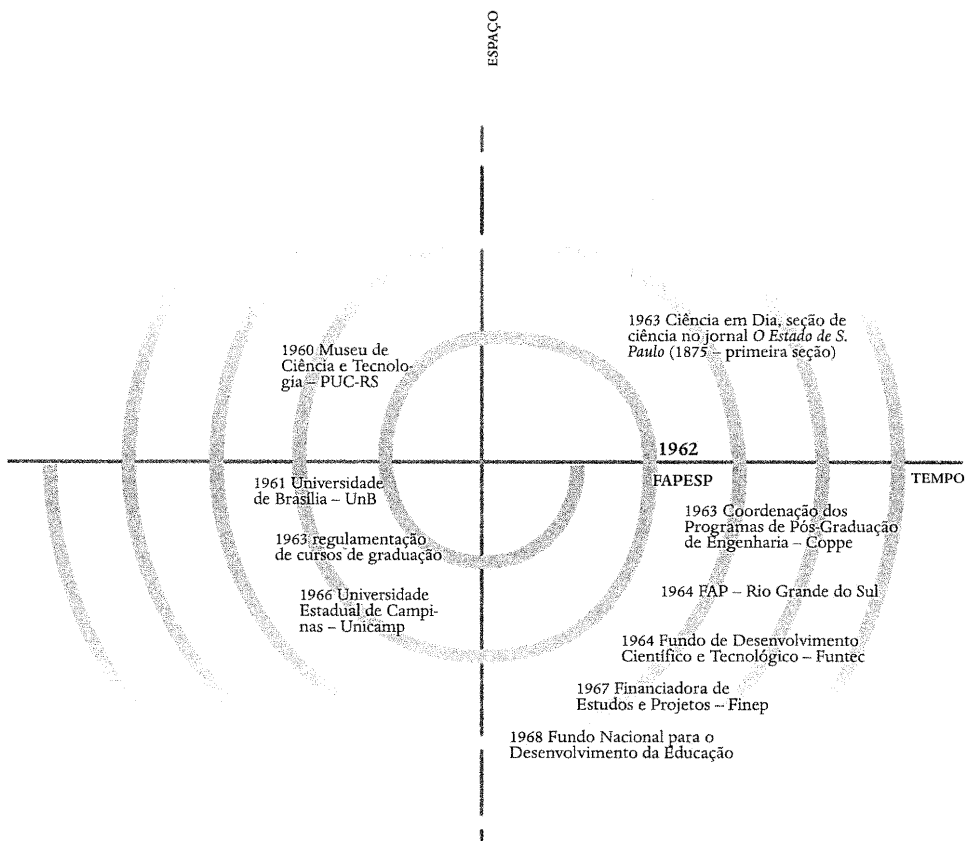 ESPAÇO
1960 Museu de
Ciência e Tecnolo-
gia – PUC-RS
1963 Ciência em Dia, seção de
ciência no jornal O Estado de S.
Paulo (1875 – primeira seção)
1962
FAPESP
TEMPO
1961 Universidade
de Brasília – UnB
1963 regulamentação
de cursos de graduação
1966 Universidade
Estadual de Campi-
nas – Unicamp
1963 Coordenação dos
Programas de Pós-Graduação
de Engenharia – Coppe
1964 FAP – Rio Grande do Sul
1964 Fundo de Desenvolvimento
Científico e Tecnológico – Funtec
1967 Financiadora de
Estudos e Projetos – Finep
1968 Fundo Nacional para o
Desenvolvimento da Educação